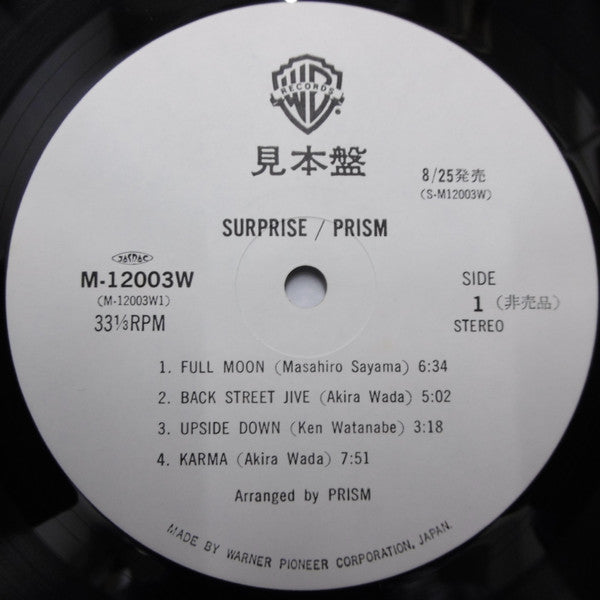 WB
RECORDS
見本盤
8/25発売
(S-M12003W)
SURPRISE / PRISM
JASRAC
M-12003W
(M-12003W1)
33⅓RPM
SIDE
1 (非売品)
STEREO
1. FULL MOON (Masahiro Sayama) 6:34
2. BACK STREET JIVE (Akira Wada) 5:02
3. UPSIDE DOWN (Ken Watanabe) 3:18
4. KARMA (Akira Wada) 7:51
Arranged by PRISM
MADE BY WARNER PIONEER CORPORATION, JAPAN.